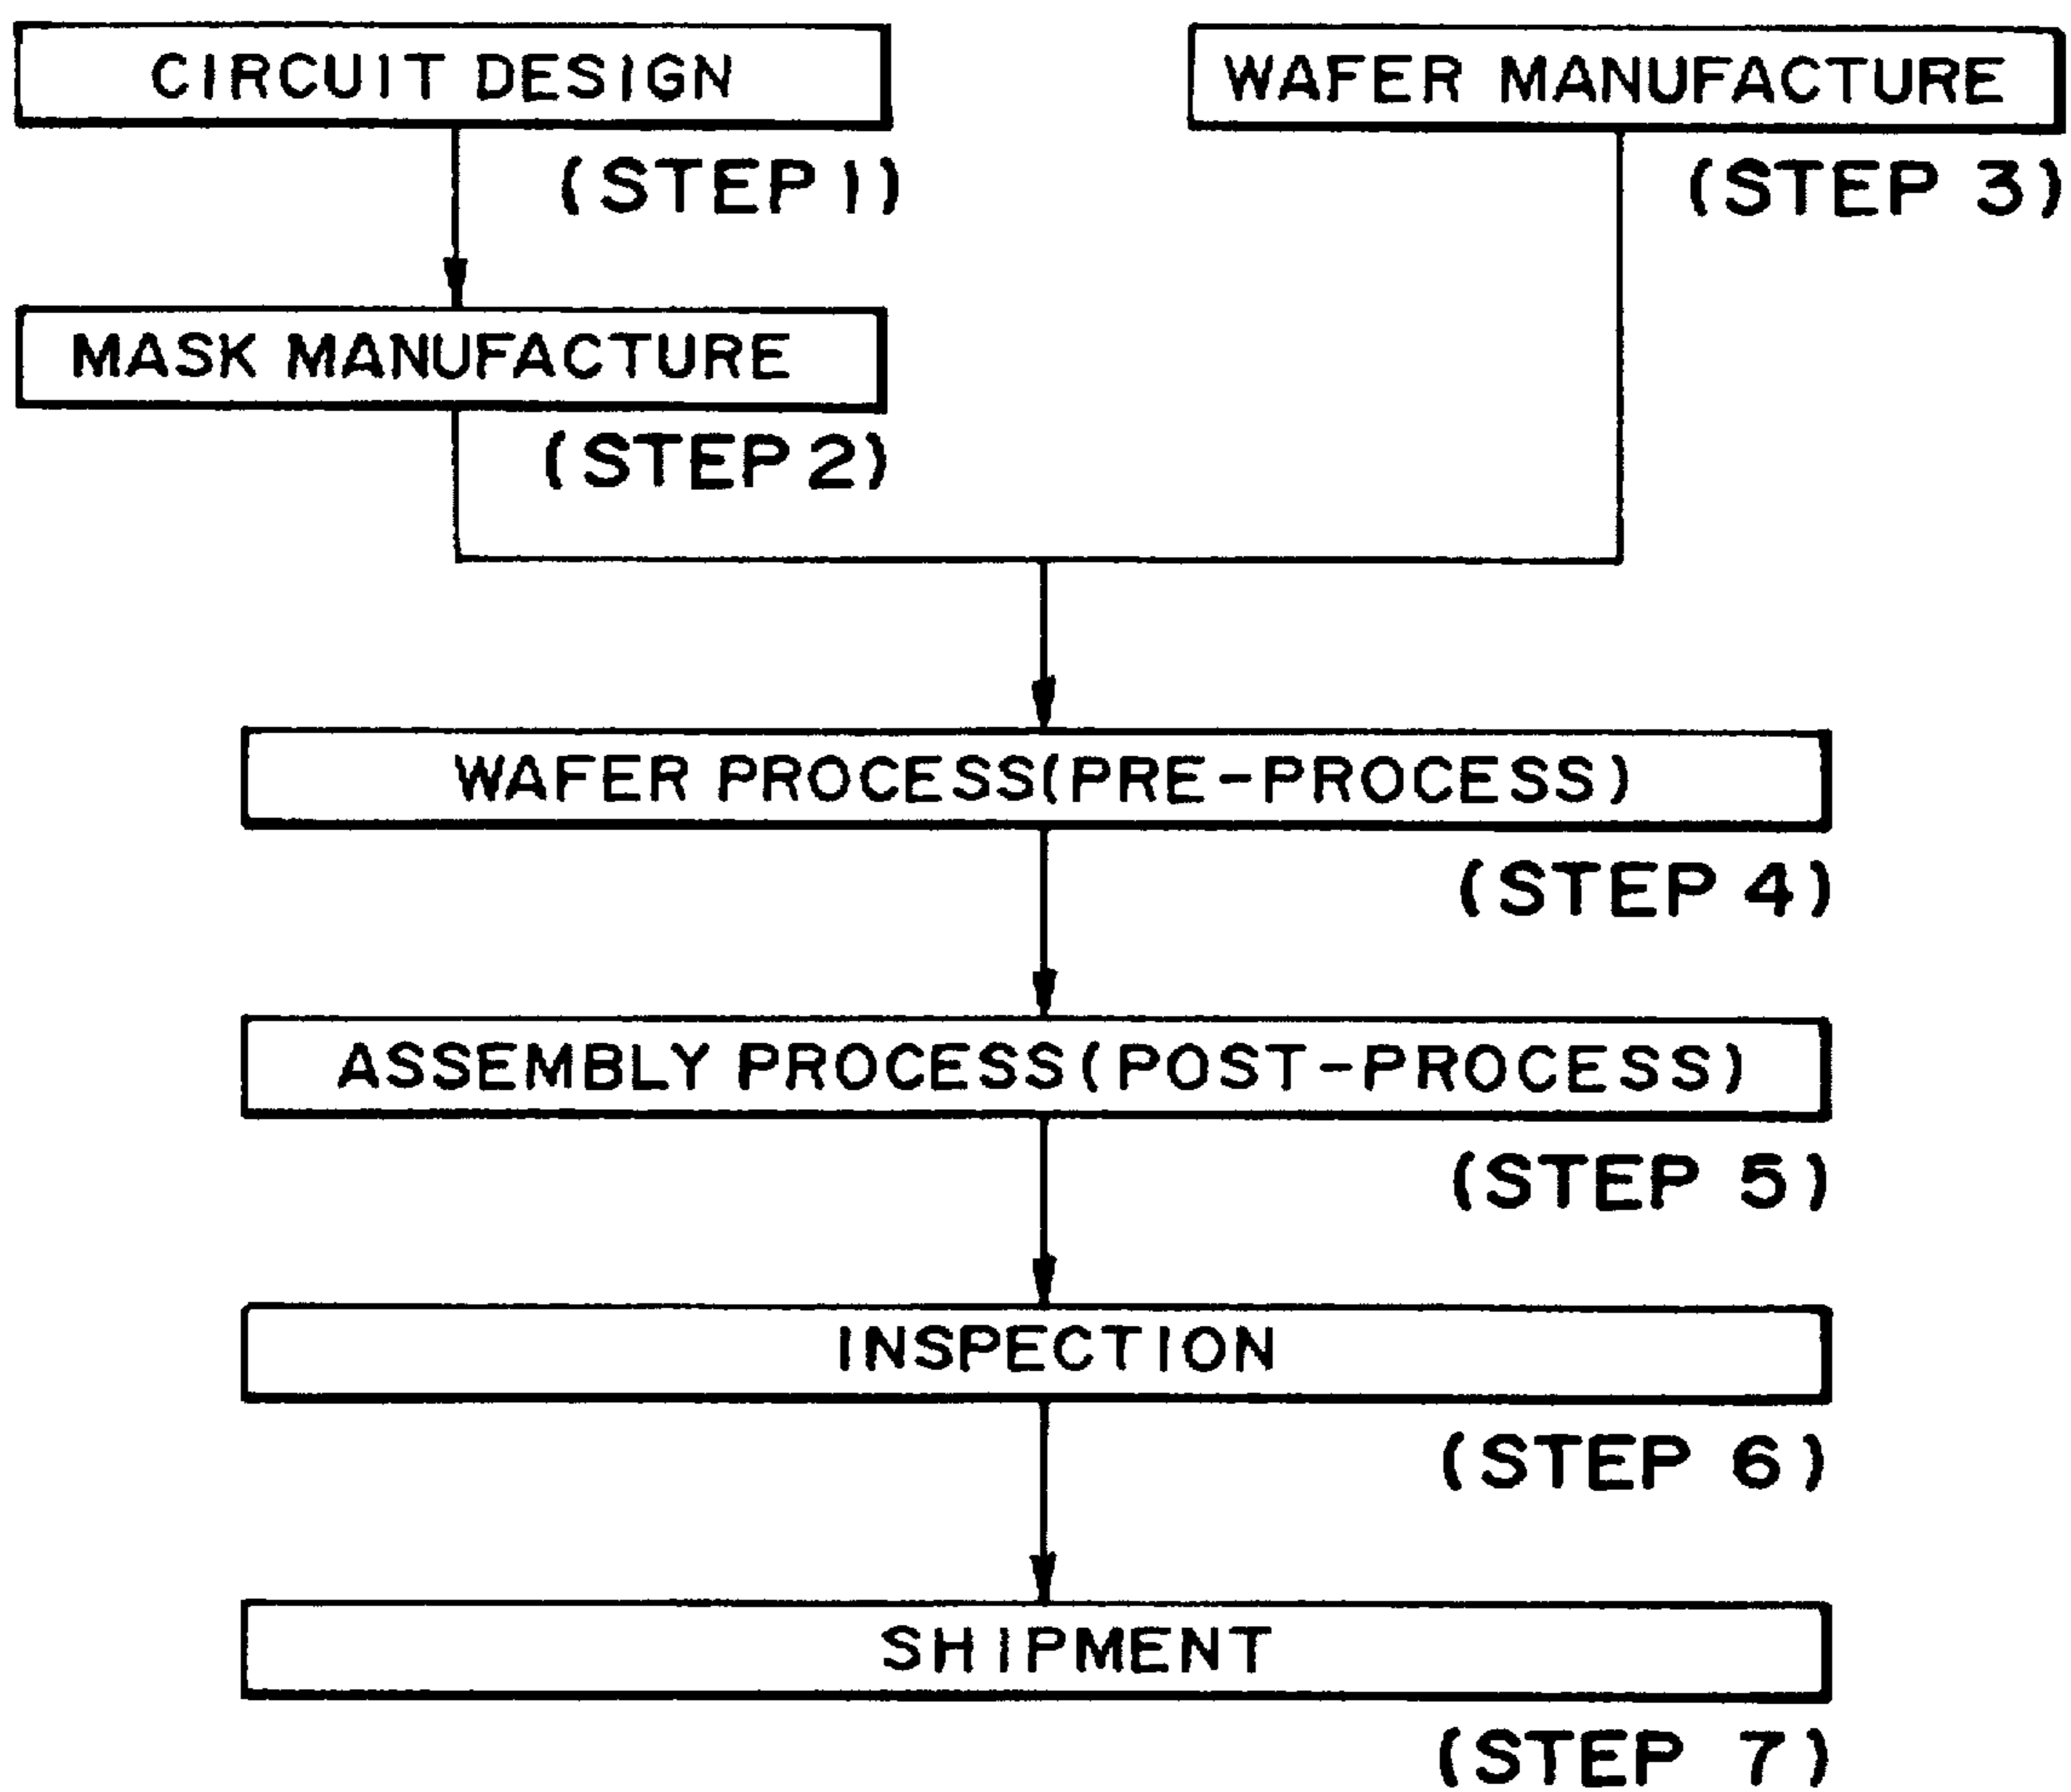 CIRCUIT DESIGN
(STEP 1)
WAFER MANUFACTURE
(STEP 3)
MASK MANUFACTURE
(STEP 2)
WAFER PROCESS(PRE-PROCESS)
(STEP 4)
ASSEMBLY PROCESS(POST-PROCESS)
(STEP 5)
INSPECTION
(STEP 6)
SHIPMENT
(STEP 7)